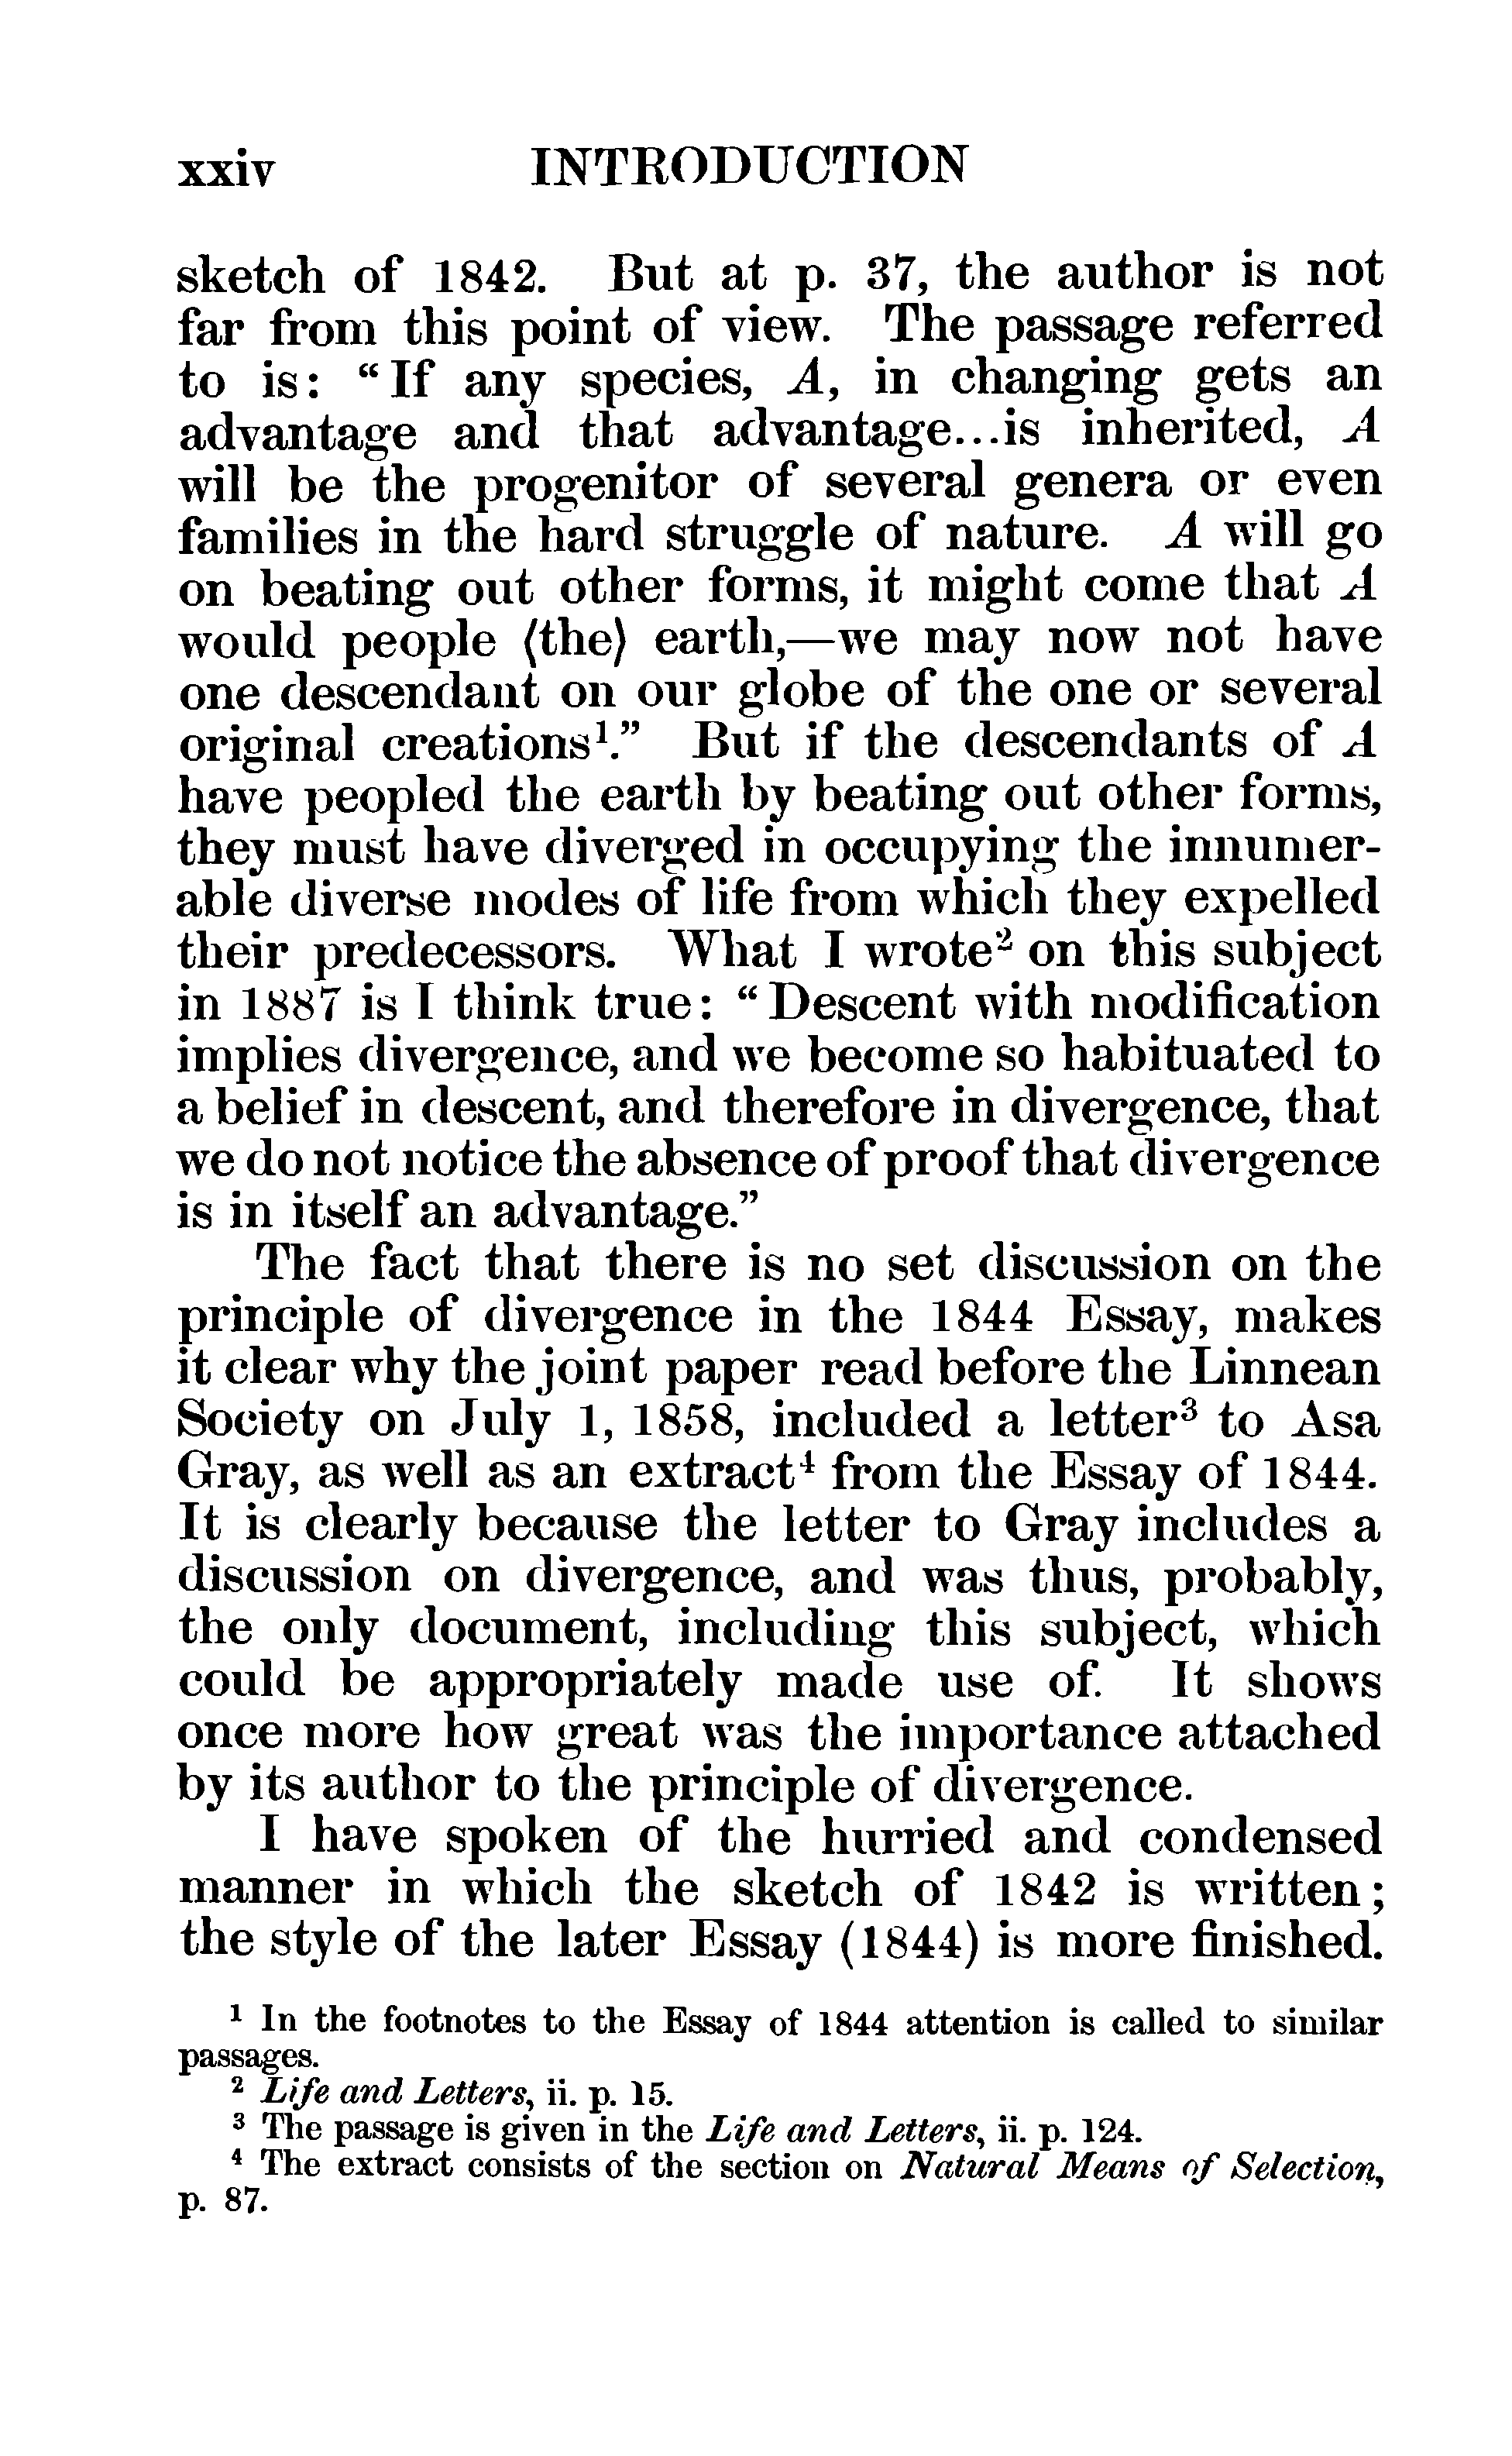 xxiv INTRODUCTION
sketch of 1842. But at p. 37, the author is not
far from this point of view. The passage referred
to is: “If any species, A, in changing gets an
advantage and that advantage...is inherited, A
will be the progenitor of several genera or even
families in the hard struggle of nature. A will go
on beating out other forms, it might come that A
would people ⟨the⟩ earth,—we may now not have
one descendant on our globe of the one or several
original creations¹.” But if the descendants of A
have peopled the earth by beating out other forms,
they must have diverged in occupying the innumer-
able diverse modes of life from which they expelled
their predecessors. What I wrote² on this subject
in 1887 is I think true: “Descent with modification
implies divergence, and we become so habituated to
a belief in descent, and therefore in divergence, that
we do not notice the absence of proof that divergence
is in itself an advantage.”
The fact that there is no set discussion on the
principle of divergence in the 1844 Essay, makes
it clear why the joint paper read before the Linnean
Society on July 1, 1858, included a letter³ to Asa
Gray, as well as an extract⁴ from the Essay of 1844.
It is clearly because the letter to Gray includes a
discussion on divergence, and was thus, probably,
the only document, including this subject, which
could be appropriately made use of. It shows
once more how great was the importance attached
by its author to the principle of divergence.
I have spoken of the hurried and condensed
manner in which the sketch of 1842 is written;
the style of the later Essay (1844) is more finished.
¹ In the footnotes to the Essay of 1844 attention is called to similar
passages.
² Life and Letters, ii. p. 15.
³ The passage is given in the Life and Letters, ii. p. 124.
⁴ The extract consists of the section on Natural Means of Selection,
p. 87.